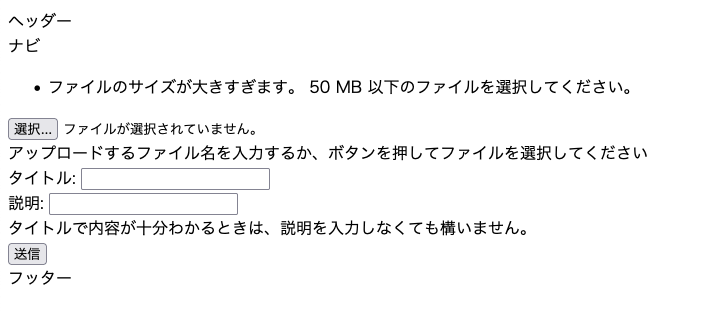 ヘッダー
ナビ
• ファイルのサイズが大きすぎます。 50 MB 以下のファイルを選択してください。
選択... ファイルが選択されていません。
アップロードするファイル名を入力するか、ボタンを押してファイルを選択してください
タイトル:
説明:
タイトルで内容が十分わかるときは、説明を入力しなくても構いません。
送信
フッター